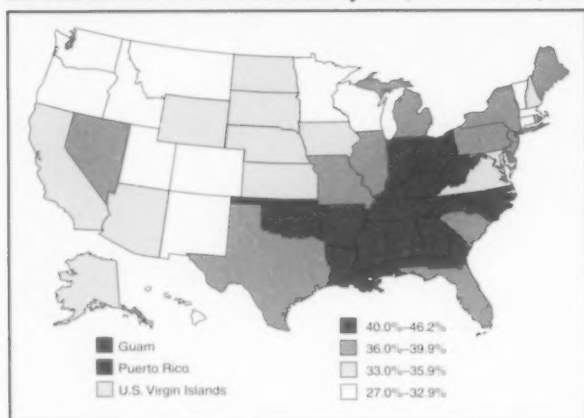 Guam
Puerto Rico
U.S. Virgin Islands
40.0%–46.2%
36.0%–39.9%
33.0%–35.9%
27.0%–32.9%